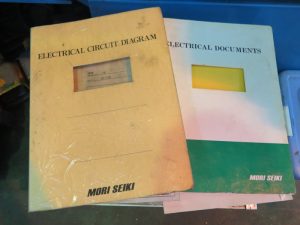 ELECTRICAL CIRCUIT DIAGRAM
MORI SEIKI
ELECTRICAL DOCUMENTS
MORI SEIKI